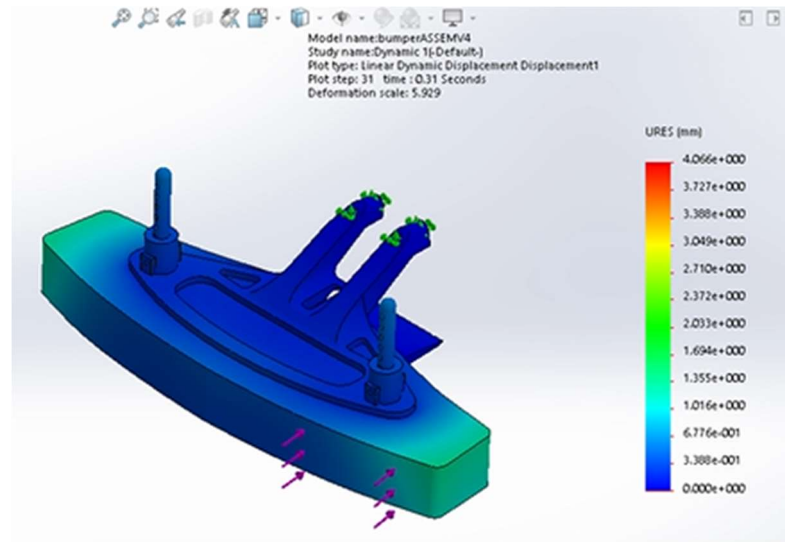 Model name:bumperASSEMV4
Study name:Dynamic 1(-Default-)
Plot type: Linear Dynamic Displacement Displacement1
Plot step: 31 time : 0.31 Seconds
Deformation scale: 5.929
URES (mm)
4.066e+000
3.727e+000
3.388e+000
3.049e+000
2.710e+000
2.372e+000
2.033e+000
1.694e+000
1.355e+000
1.016e+000
6.776e-001
3.388e-001
0.000e+000